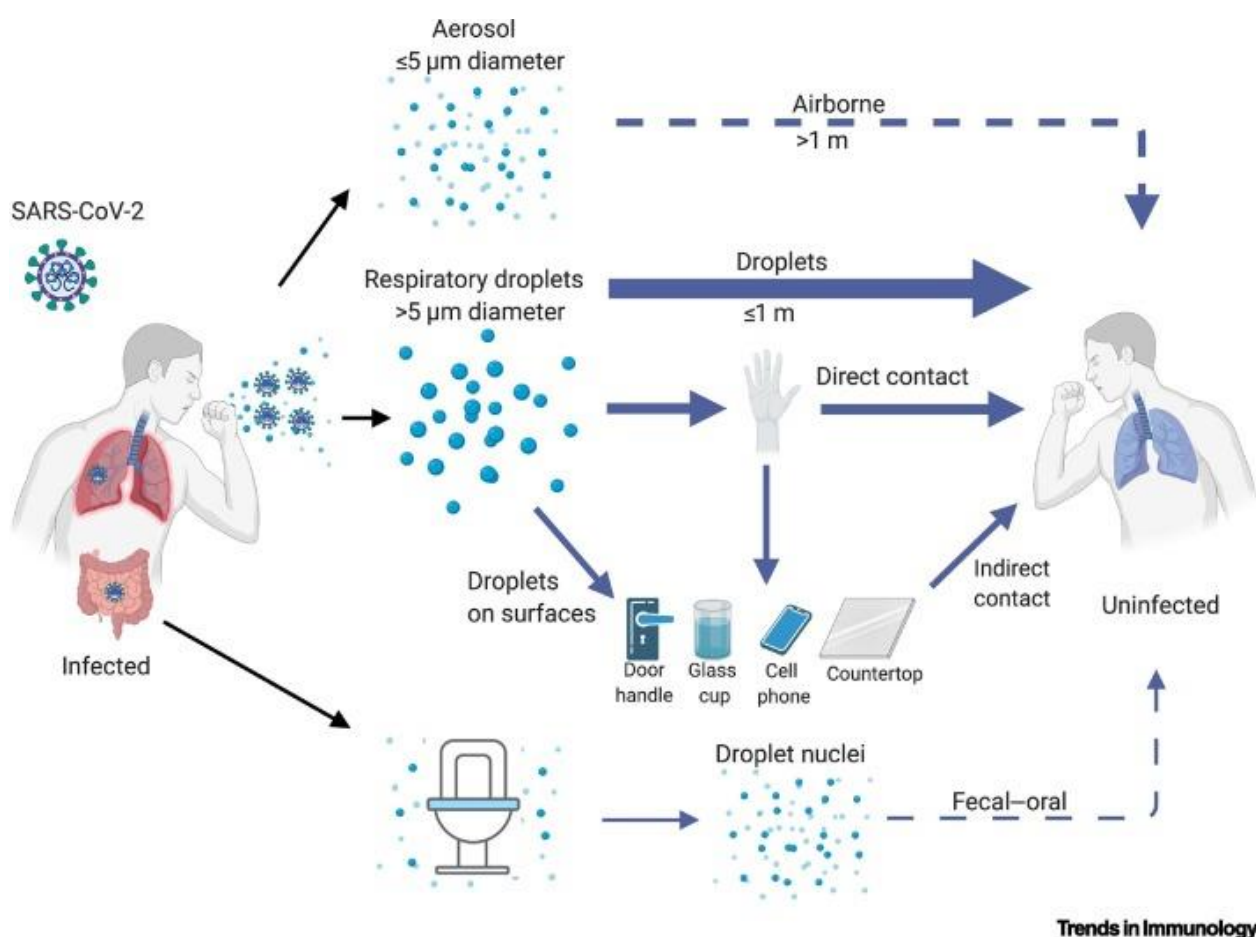 Aerosol
≤5 µm diameter
Airborne
>1 m
SARS-CoV-2
Respiratory droplets
>5 µm diameter
Droplets
≤1 m
Direct contact
Droplets
on surfaces
Indirect
contact
Door
handle
Glass
cup
Cell
phone
Countertop
Infected
Uninfected
Droplet nuclei
Fecal–oral
Trends in Immunology